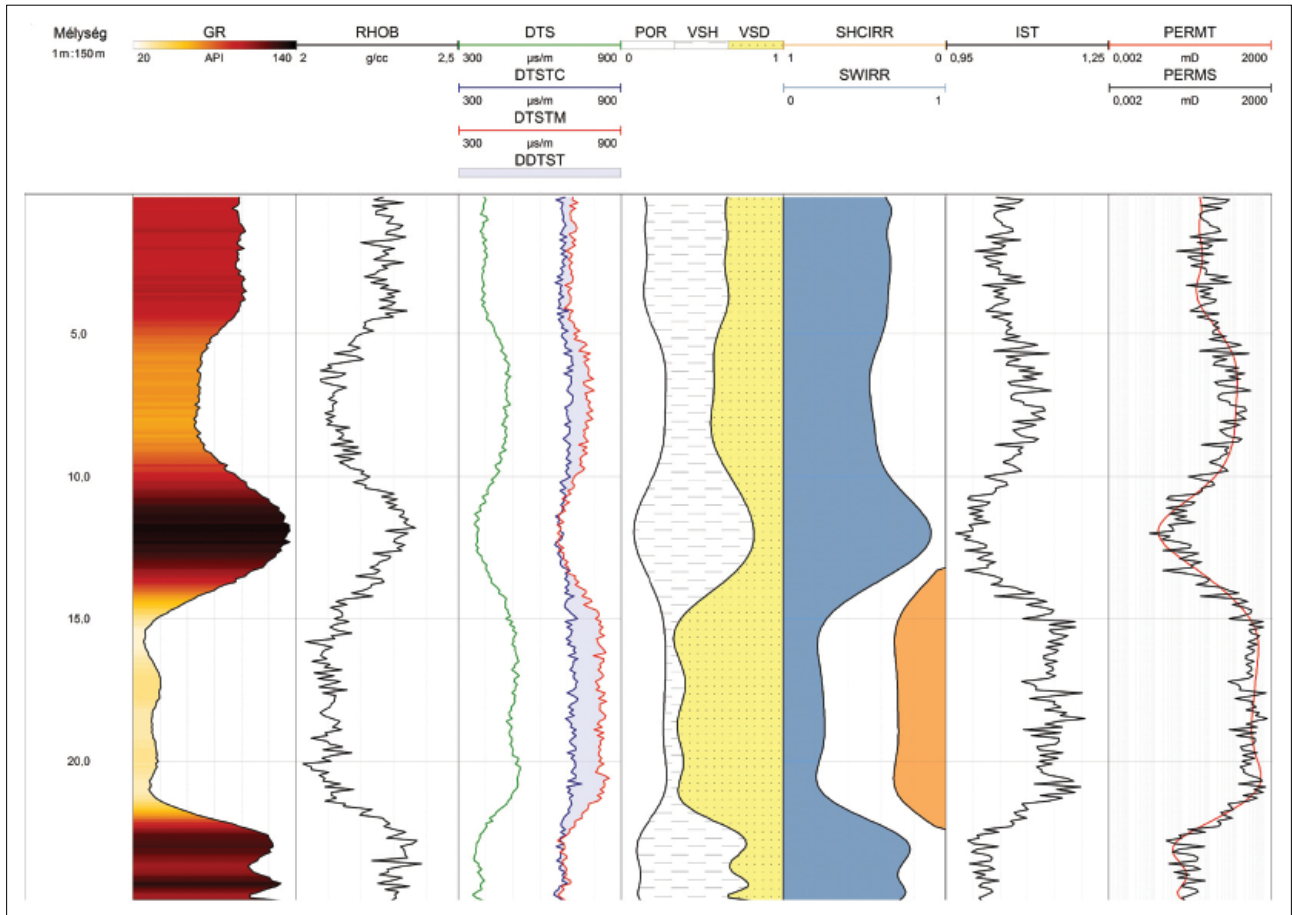 Mélység GR RHOB DTS POR VSH VSD SHCIRR IST PERMT
1 m:150 m 20 API 140 2 g/cc 2,5 300 µs/m 900 0 1 1 0 0,95 1,25 0,002 mD 2000
DTSTC SWIRR PERMS
300 µs/m 900 0 1 0,002 mD 2000
DTSTM
300 µs/m 900
DDTST
5.0
10.0
15.0
20.0